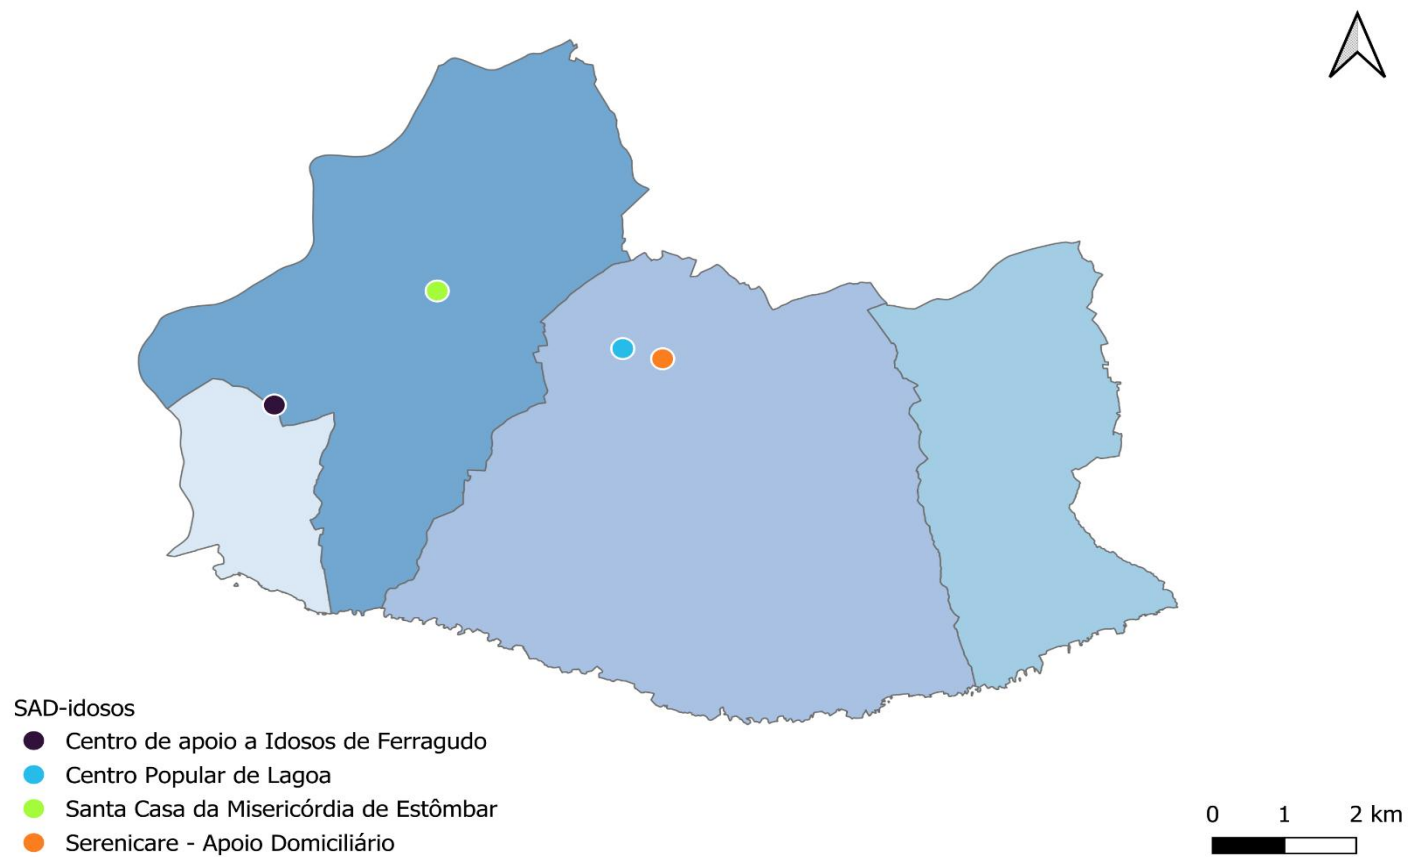 SAD-idosos
Centro de apoio a Idosos de Ferragudo
Centro Popular de Lagoa
Santa Casa da Misericórdia de Estômbar
Serenicare - Apoio Domiciliário
0 1 2 km